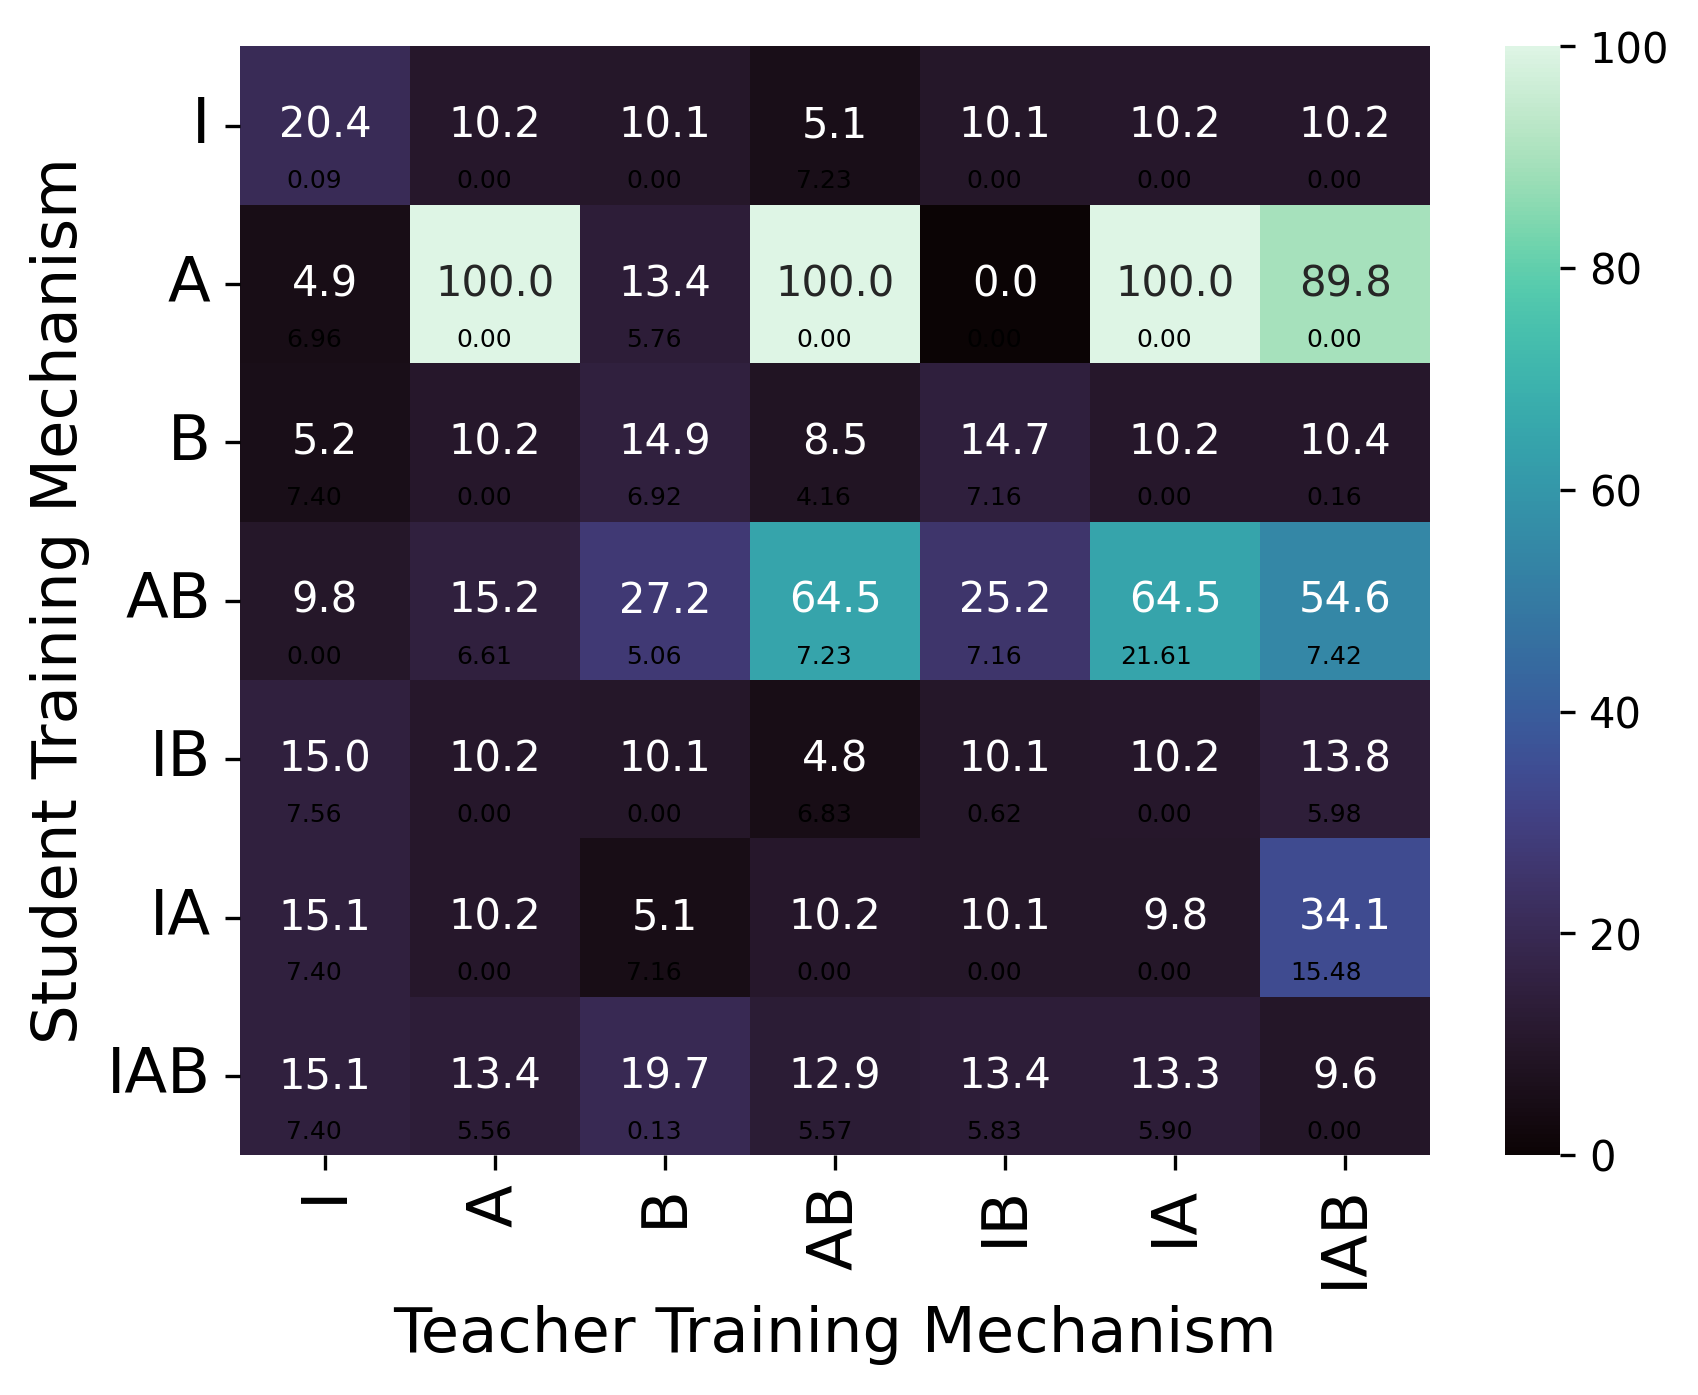 I 20.4 10.2 10.1 5.1 10.1 10.2 10.2
0.09 0.00 0.00 7.23 0.00 0.00 0.00
A 4.9 100.0 13.4 100.0 0.0 100.0 89.8
6.96 0.00 5.76 0.00 0.00 0.00 0.00
B 5.2 10.2 14.9 8.5 14.7 10.2 10.4
7.40 0.00 6.92 4.16 7.16 0.00 0.16
AB 9.8 15.2 27.2 64.5 25.2 64.5 54.6
0.00 6.61 5.06 7.23 7.16 21.61 7.42
IB 15.0 10.2 10.1 4.8 10.1 10.2 13.8
7.56 0.00 0.00 6.83 0.62 0.00 5.98
IA 15.1 10.2 5.1 10.2 10.1 9.8 34.1
7.40 0.00 7.16 0.00 0.00 0.00 15.48
IAB 15.1 13.4 19.7 12.9 13.4 13.3 9.6
7.40 5.56 0.13 5.57 5.83 5.90 0.00
I A B AB IB IA IAB
Teacher Training Mechanism
Student Training Mechanism
100
80
60
40
20
0